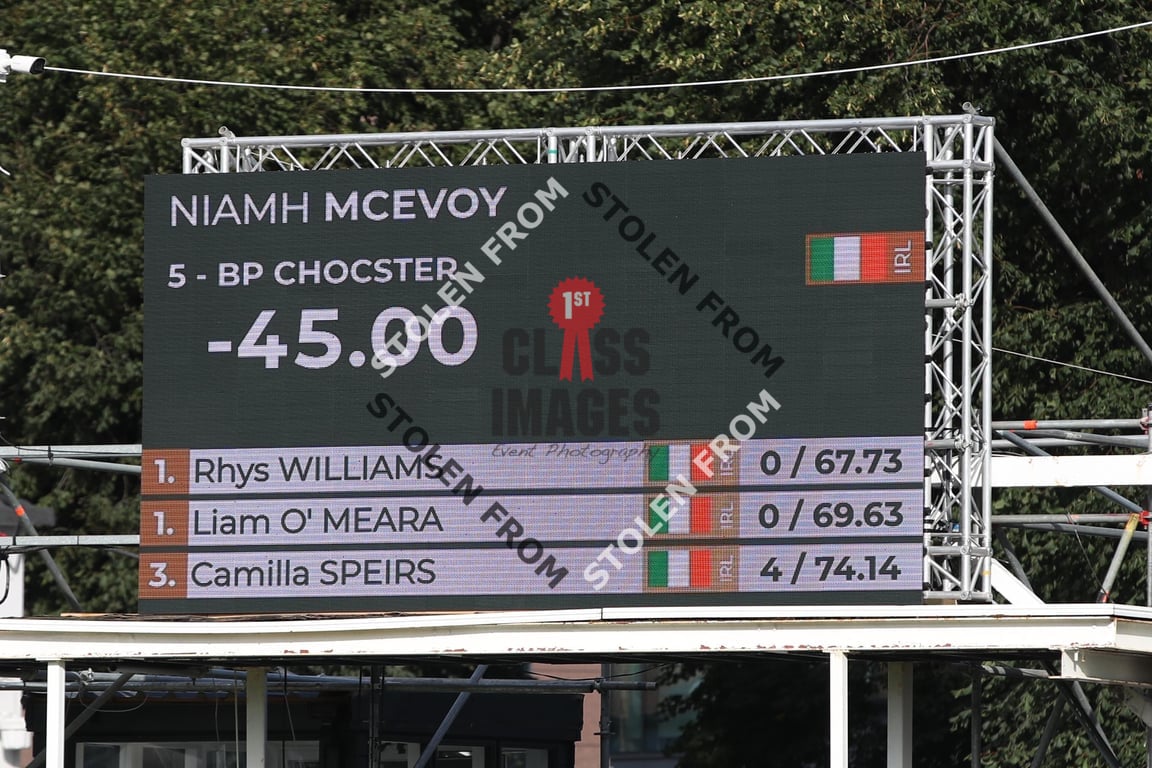 NIAMH MCEVOY
5 - BP CHOCSTER
IRL
-45.00
1. Rhys WILLIAMS IRL 0 / 67.73
1. Liam O' MEARA IRL 0 / 69.63
3. Camilla SPEIRS IRL 4 / 74.14
STOLEN FROM
STOLEN FROM
STOLEN FROM
STOLEN FROM
1ST
CLASS
IMAGES
Event Photography